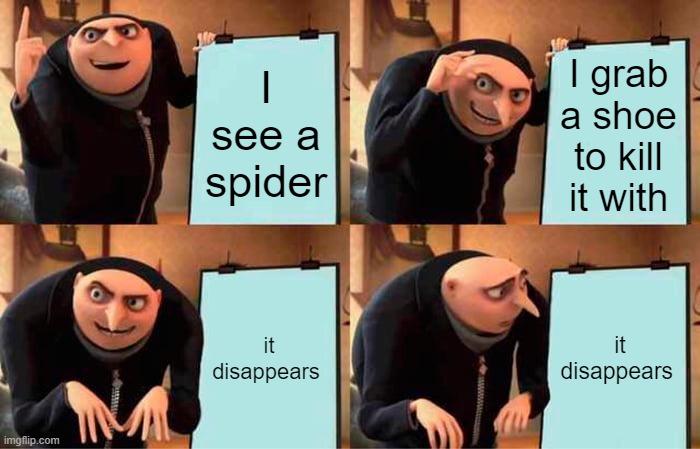 I
see a
spider
I grab
a shoe
to kill
it with
it
disappears
it
disappears
imgflip.com